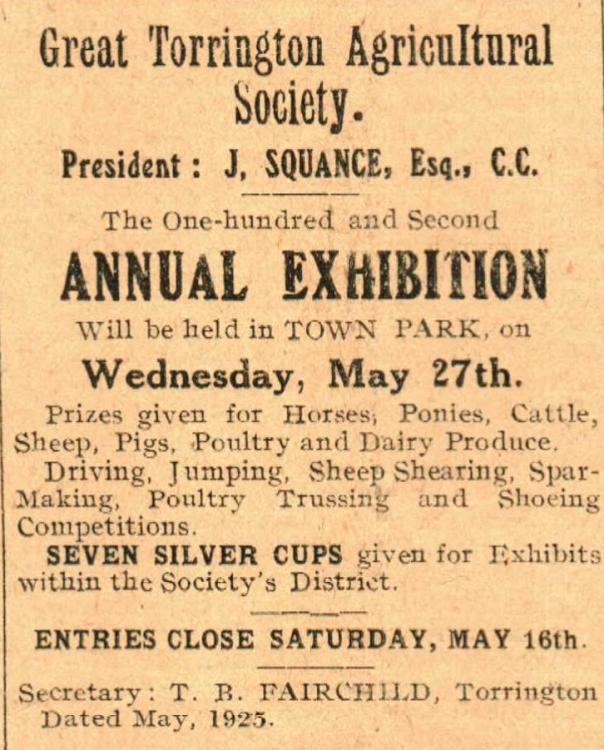 Great Torrington Agricultural
Society.
President : J. SQUANCE, Esq., C.C.
The One-hundred and Second
ANNUAL EXHIBITION
Will be held in TOWN PARK, on
Wednesday, May 27th.
Prizes given for Horses, Ponies, Cattle,
Sheep, Pigs, Poultry and Dairy Produce.
Driving, Jumping, Sheep Shearing, Spar-
Making, Poultry Trussing and Shoeing
Competitions.
SEVEN SILVER CUPS given for Exhibits
within the Society's District.
ENTRIES CLOSE SATURDAY, MAY 16th.
Secretary: T. B. FAIRCHILD, Torrington
Dated May, 1925.